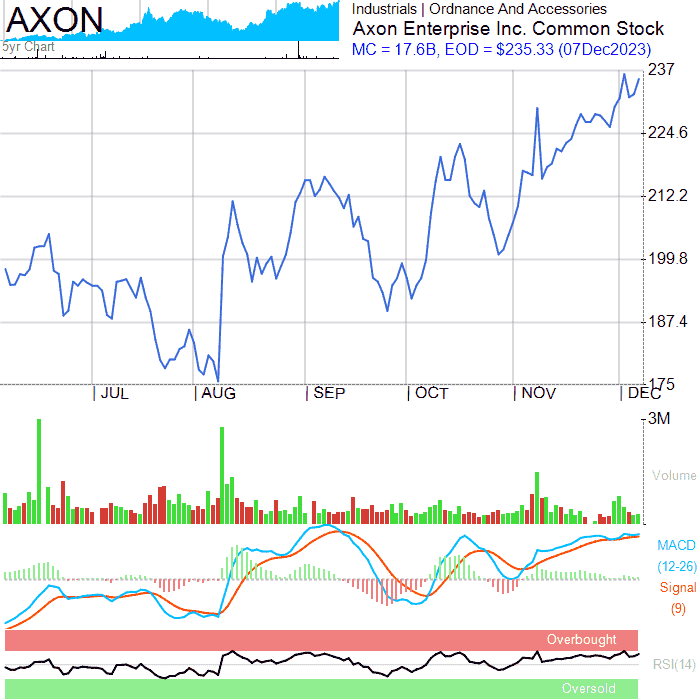 AXON
5yr Chart
Industrials | Ordnance And Accessories
Axon Enterprise Inc. Common Stock
MC = 17.6B, EOD = $235.33 (07Dec2023)
237
224.6
212.2
199.8
187.4
175
JUL AUG SEP OCT NOV DEC
3M
Volume
MACD
(12-26)
Signal
(9)
Overbought
RSI(14)
Oversold